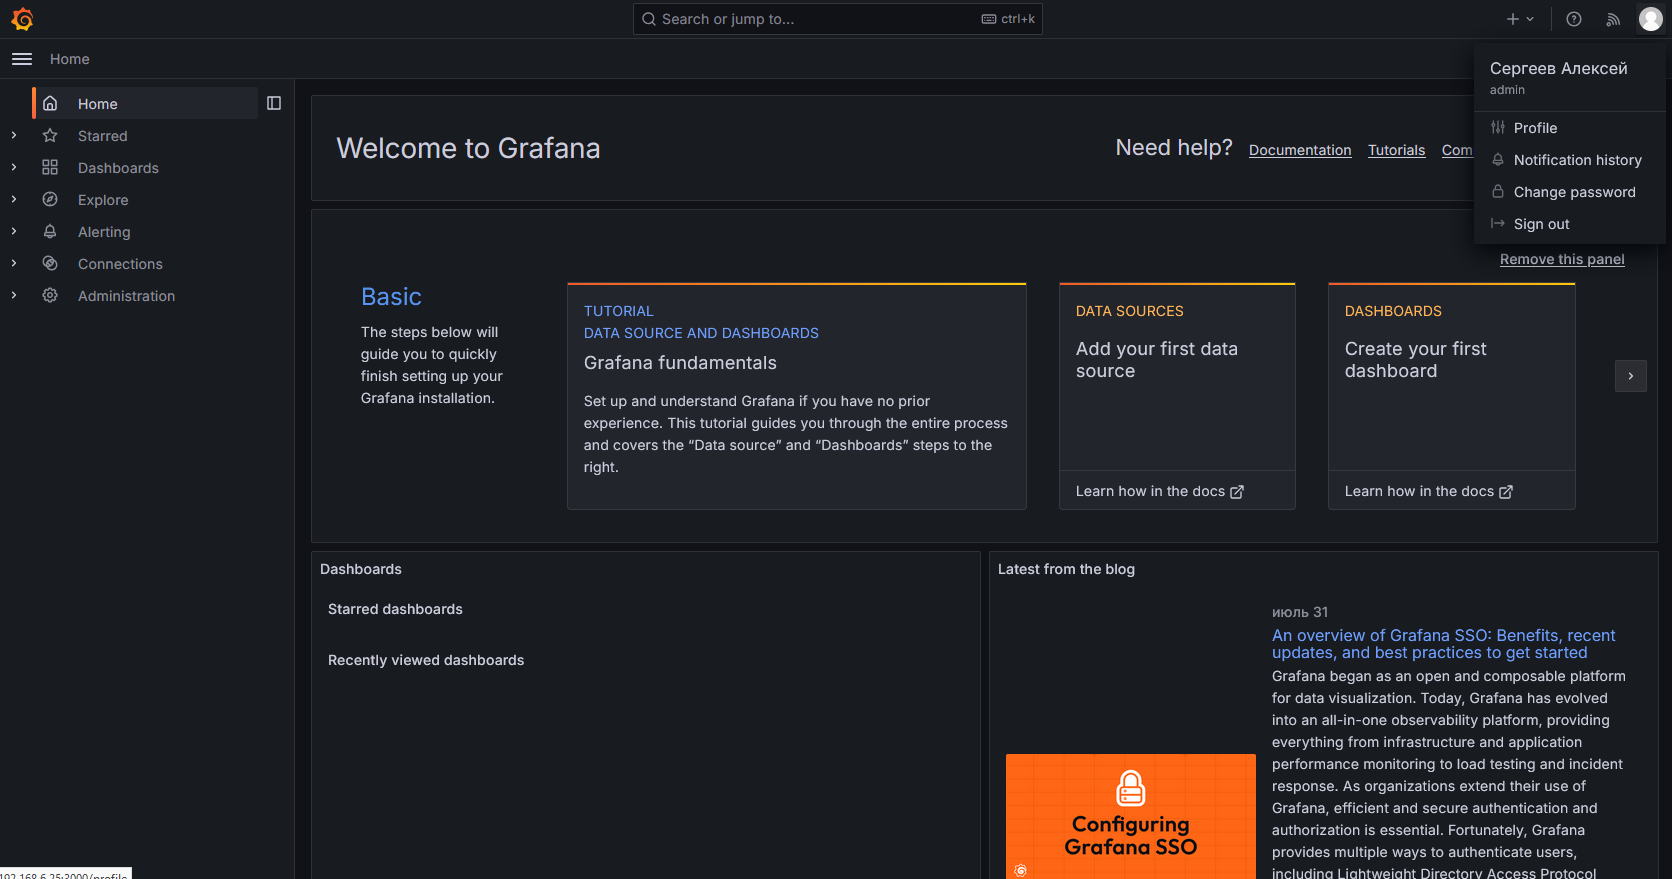 Search or jump to...
ctrl+k
Home
Сергеев Алексей
admin
Profile
Notification history
Change password
Sign out
Home
Starred
Dashboards
Explore
Alerting
Connections
Administration
Welcome to Grafana
Need help?
Documentation
Tutorials
Com
Remove this panel
Basic
The steps below will
guide you to quickly
finish setting up your
Grafana installation.
TUTORIAL
DATA SOURCE AND DASHBOARDS
Grafana fundamentals
Set up and understand Grafana if you have no prior
experience. This tutorial guides you through the entire process
and covers the “Data source” and “Dashboards” steps to the
right.
DATA SOURCES
Add your first data
source
Learn how in the docs
DASHBOARDS
Create your first
dashboard
Learn how in the docs
Dashboards
Starred dashboards
Recently viewed dashboards
Latest from the blog
июль 31
An overview of Grafana SSO: Benefits, recent
updates, and best practices to get started
Grafana began as an open and composable platform
for data visualization. Today, Grafana has evolved
into an all-in-one observability platform, providing
everything from infrastructure and application
performance monitoring to load testing and incident
response. As organizations extend their use of
Grafana, efficient and secure authentication and
authorization is essential. Fortunately, Grafana
provides multiple ways to authenticate users,
including Lightweight Directory Access Protocol
Configuring
Grafana SSO
192.168.6.25:3000/profile